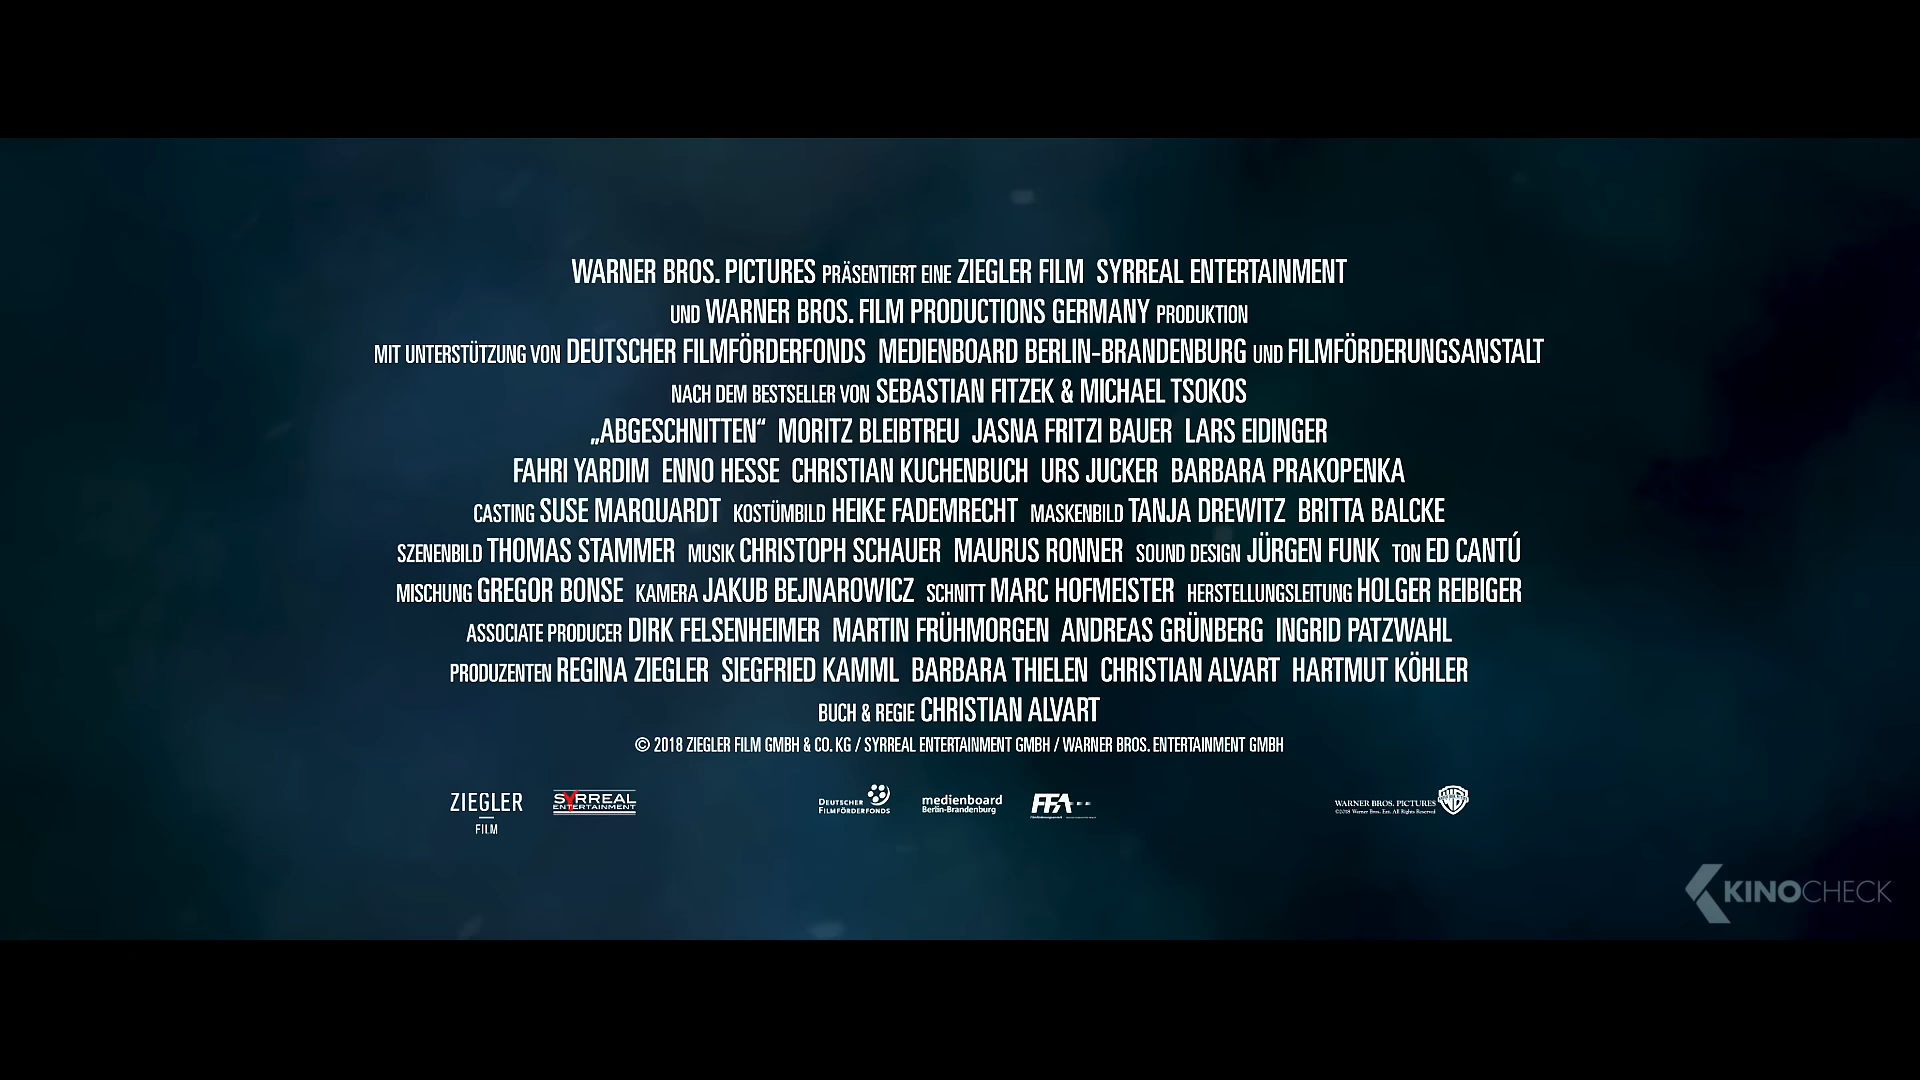 WARNER BROS. PICTURES PRÄSENTIERT EINE ZIEGLER FILM SYRREAL ENTERTAINMENT
UND WARNER BROS. FILM PRODUCTIONS GERMANY PRODUKTION
MIT UNTERSTÜTZUNG VON DEUTSCHER FILMFÖRDERFONDS MEDIENBOARD BERLIN-BRANDENBURG UND FILMFÖRDERUNGSANSTALT
NACH DEM BESTSELLER VON SEBASTIAN FITZEK & MICHAEL TSOKOS
„ABGESCHNITTEN“ MORITZ BLEIBTREU JASNA FRITZI BAUER LARS EIDINGER
FAHRI YARDIM ENNO HESSE CHRISTIAN KUCHENBUCH URS JUCKER BARBARA PRAKOPENKA
CASTING SUSE MARQUARDT KOSTÜMBILD HEIKE FADEMRECHT MASKENBILD TANJA DREWITZ BRITTA BALCKE
SZENENBILD THOMAS STAMMER MUSIK CHRISTOPH SCHAUER MAURUS RONNER SOUND DESIGN JÜRGEN FUNK TON ED CANTÚ
MISCHUNG GREGOR BONSE KAMERA JAKUB BEJNAROWICZ SCHNITT MARC HOFMEISTER HERSTELLUNGSLEITUNG HOLGER REIBIGER
ASSOCIATE PRODUCER DIRK FELSENHEIMER MARTIN FRÜHMORGEN ANDREAS GRÜNBERG INGRID PATZWAHL
PRODUZENTEN REGINA ZIEGLER SIEGFRIED KAMML BARBARA THIELEN CHRISTIAN ALVART HARTMUT KÖHLER
BUCH & REGIE CHRISTIAN ALVART
© 2018 ZIEGLER FILM GMBH & CO. KG / SYRREAL ENTERTAINMENT GMBH / WARNER BROS. ENTERTAINMENT GMBH
ZIEGLER
FILM
SYRREAL
ENTERTAINMENT
DEUTSCHER
FILMFÖRDERFONDS
medienboard
Berlin-Brandenburg
FFA
WARNER BROS. PICTURES
©2018 Warner Bros. Ent. All Rights Reserved
KINOCHECK